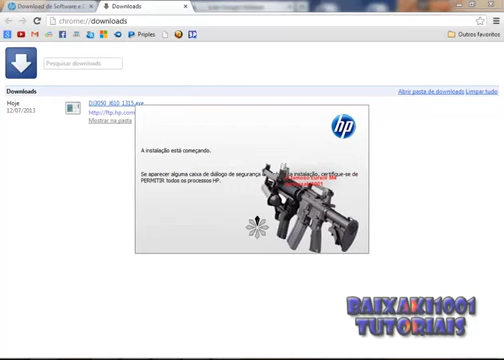 Download de Software e D
Downloads
chrome://downloads
Priples
Outros favoritos
Pesquisar downloads
Downloads
Abrir pasta de downloads Limpar tudo
Hoje
12/07/2013
DJ3050_J610_1315.exe
http://ftp.hp.com
Mostrar na pasta
hp
A instalação está começando.
Se aparecer alguma caixa de diálogo de segurança
instalação, certifique-se de
PERMITIR todos os processos HP.
BAIXAKI1001
TUTORIAIS